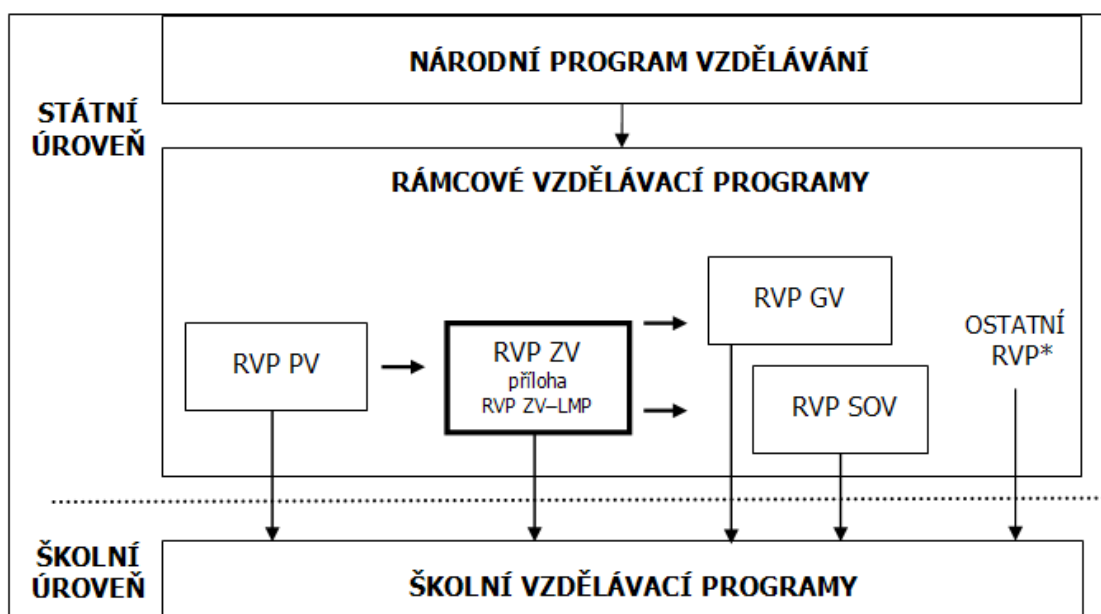 NÁRODNÍ PROGRAM VZDĚLÁVÁNÍ
STÁTNÍ
ÚROVEŇ
RÁMCOVÉ VZDĚLÁVACÍ PROGRAMY
RVP PV
RVP ZV
příloha
RVP ZV–LMP
RVP GV
RVP SOV
OSTATNÍ
RVP*
ŠKOLNÍ
ÚROVEŇ
ŠKOLNÍ VZDĚLÁVACÍ PROGRAMY